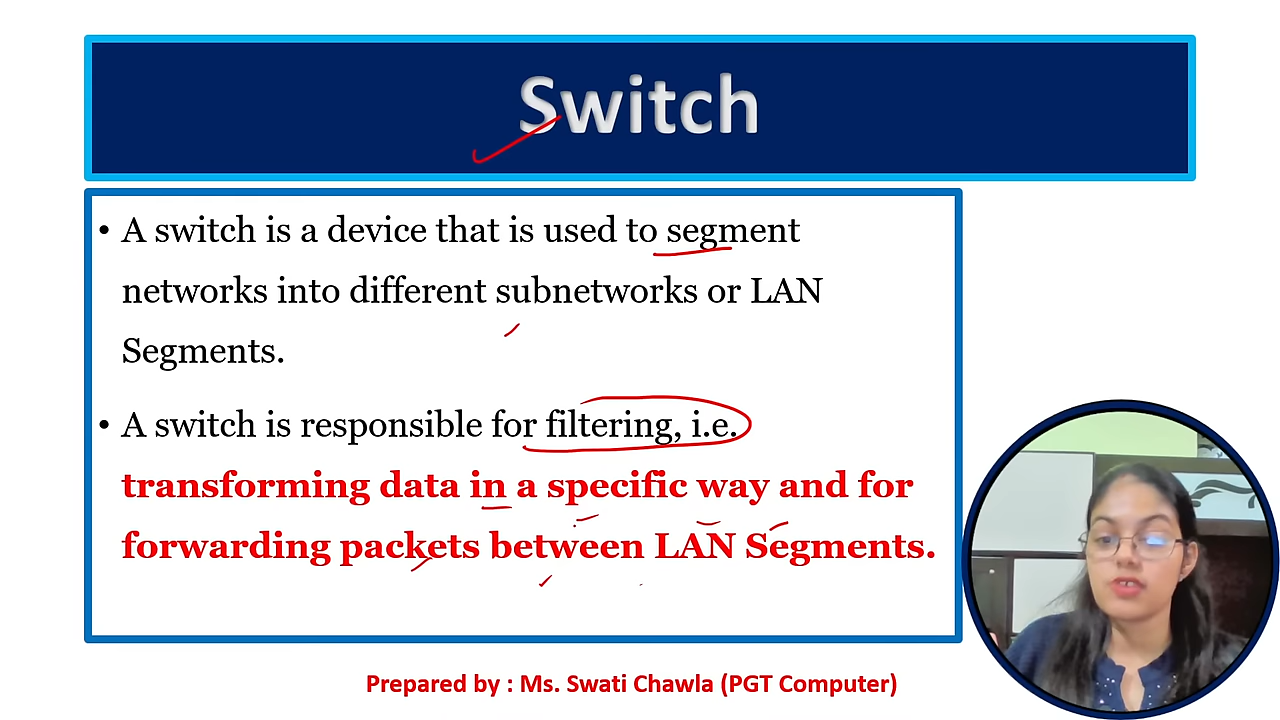 Switch
• A switch is a device that is used to segment
networks into different subnetworks or LAN
Segments.
• A switch is responsible for filtering, i.e.
transforming data in a specific way and for
forwarding packets between LAN Segments.
Prepared by : Ms. Swati Chawla (PGT Computer)